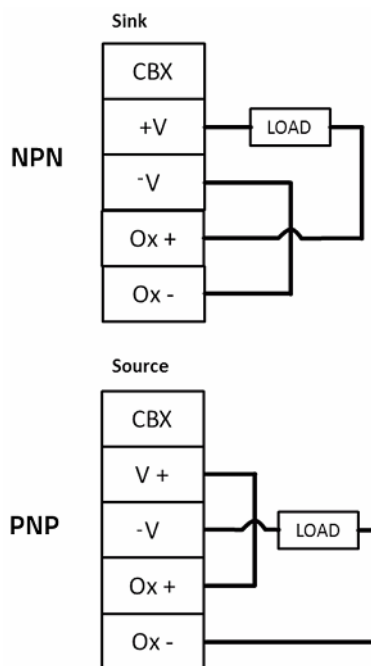 Sink
CBX
+V
LOAD
NPN
-V
Ox +
Ox -
Source
CBX
V +
PNP
-V
LOAD
Ox +
Ox -